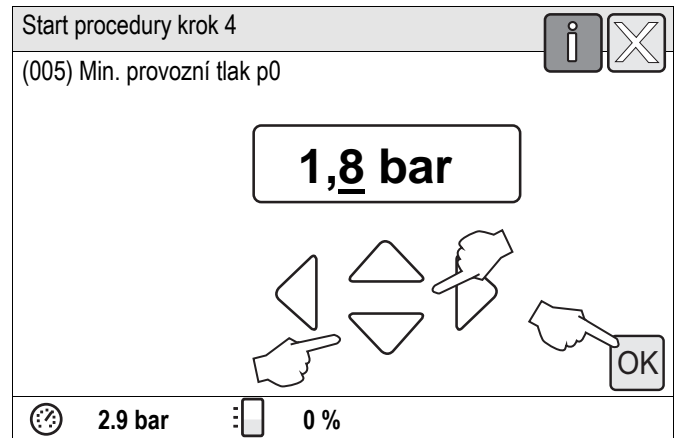 Start procedury krok 4
i X
(005) Min. provozní tlak p0
1,8 bar
OK
2.9 bar 0 %